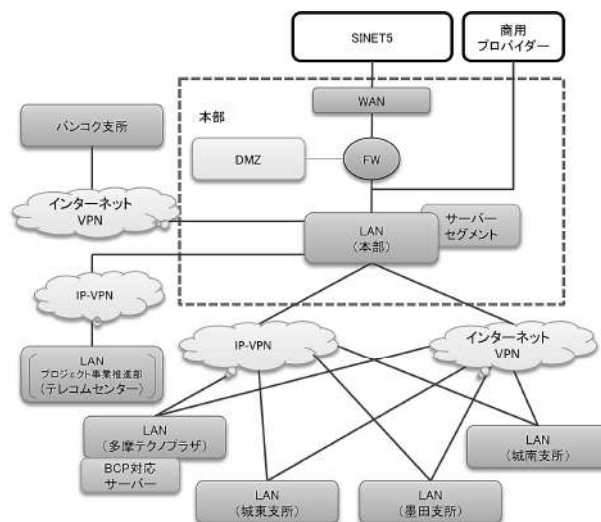 SINET5
商用
プロバイダー
本部
WAN
バンコク支所
DMZ
FW
インターネット
VPN
LAN
(本部)
サーバー
セグメント
IP-VPN
IP-VPN
インターネット
VPN
LAN
プロジェクト事業推進部
(テレコムセンター)
LAN
(多摩テクノプラザ)
BCP対応
サーバー
LAN
(城南支所)
LAN
(城東支所)
LAN
(墨田支所)